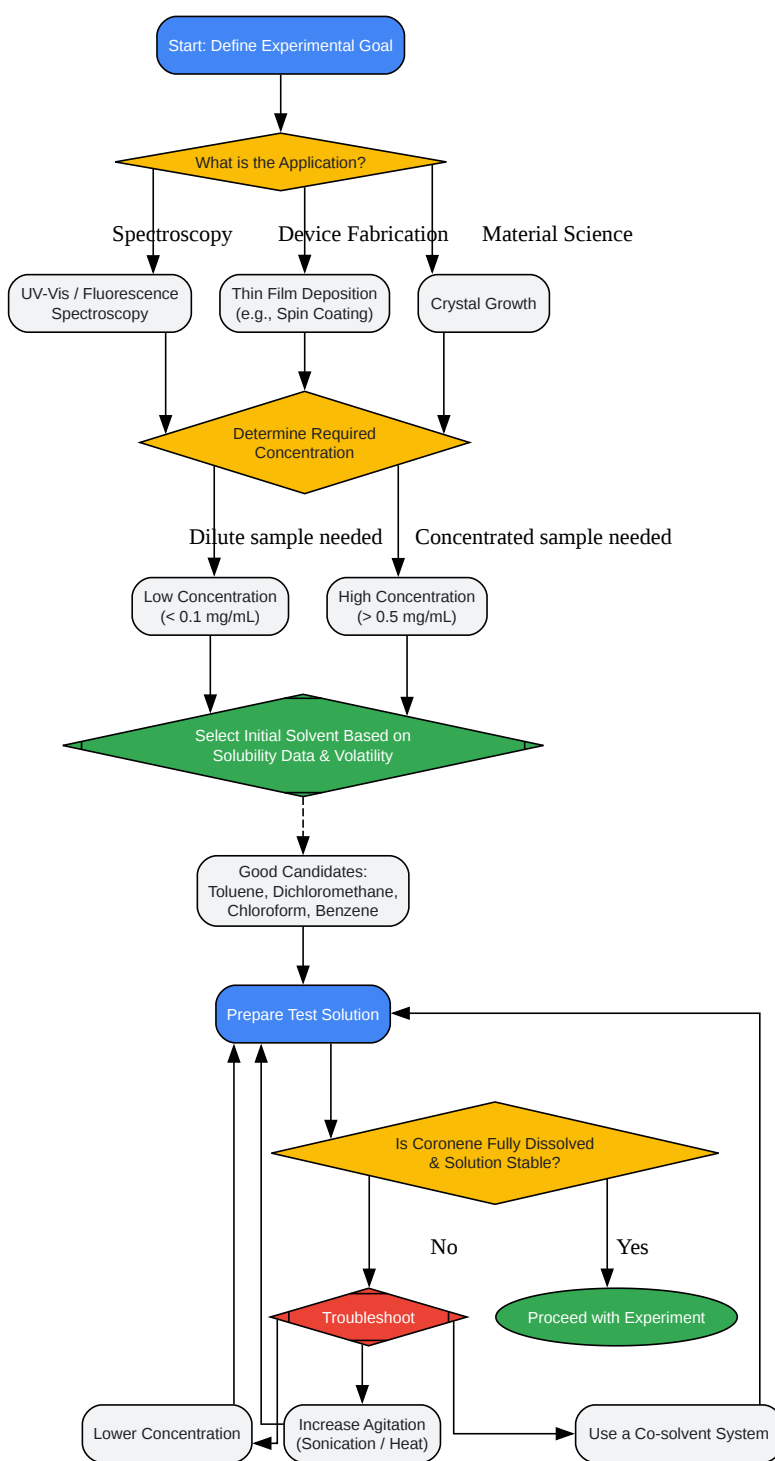 Start: Define Experimental Goal
What is the Application?
Spectroscopy
Device Fabrication
Material Science
UV-Vis / Fluorescence
Spectroscopy
Thin Film Deposition
(e.g., Spin Coating)
Crystal Growth
Determine Required
Concentration
Dilute sample needed
Concentrated sample needed
Low Concentration
(< 0.1 mg/mL)
High Concentration
(> 0.5 mg/mL)
Select Initial Solvent Based on
Solubility Data & Volatility
Good Candidates:
Toluene, Dichloromethane,
Chloroform, Benzene
Prepare Test Solution
Is Coronene Fully Dissolved
& Solution Stable?
No
Yes
Troubleshoot
Proceed with Experiment
Lower Concentration
Increase Agitation
(Sonication / Heat)
Use a Co-solvent System